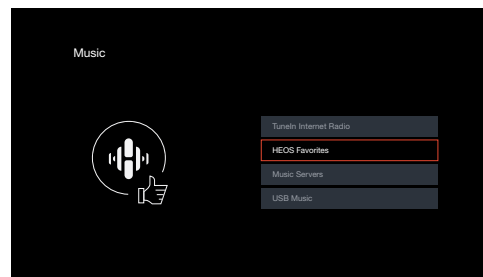 Music
TuneIn Internet Radio
HEOS Favorites
Music Servers
USB Music